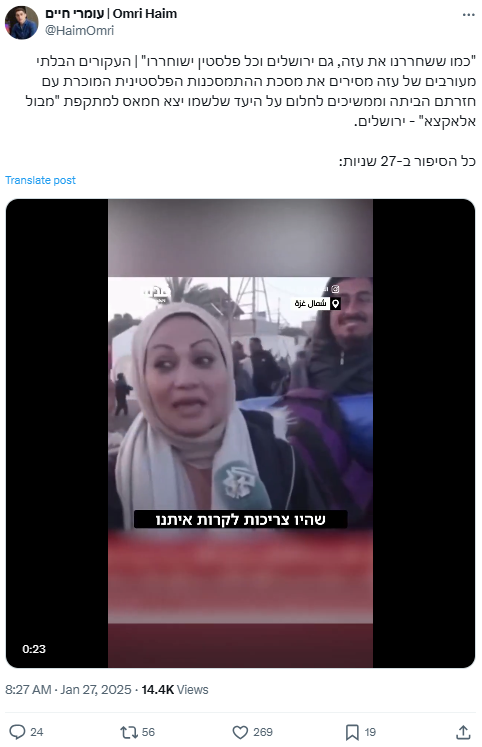 עומרי חיים | Omri Haim
@HaimOmri
"כמו ששחררנו את עזה, גם ירושלים וכל פלסטין ישוחררו" | העקורים הבלתי
מעורבים של עזה מסירים את מסכת ההתמסכנות הפלסטינית המוכרת עם
חזרתם הביתה וממשיכים לחלום על היעד שלשמו יצא חמאס למתקפת "מבול
אלאקצא" - ירושלים.
כל הסיפור ב-27 שניות:
Translate post
شمال غزة
שהיו צריכות לקרות איתנו
0:23
8:27 AM · Jan 27, 2025 · 14.4K Views
24 56 269 19